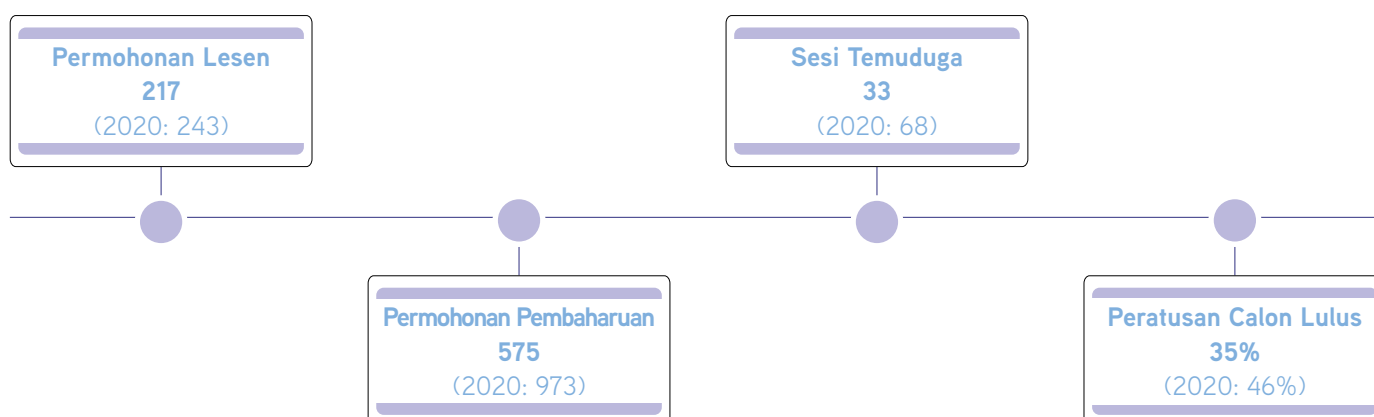 Permohonan Lesen
217
(2020: 243)
Permohonan Pembaharuan
575
(2020: 973)
Sesi Temuduga
33
(2020: 68)
Peratusan Calon Lulus
35%
(2020: 46%)